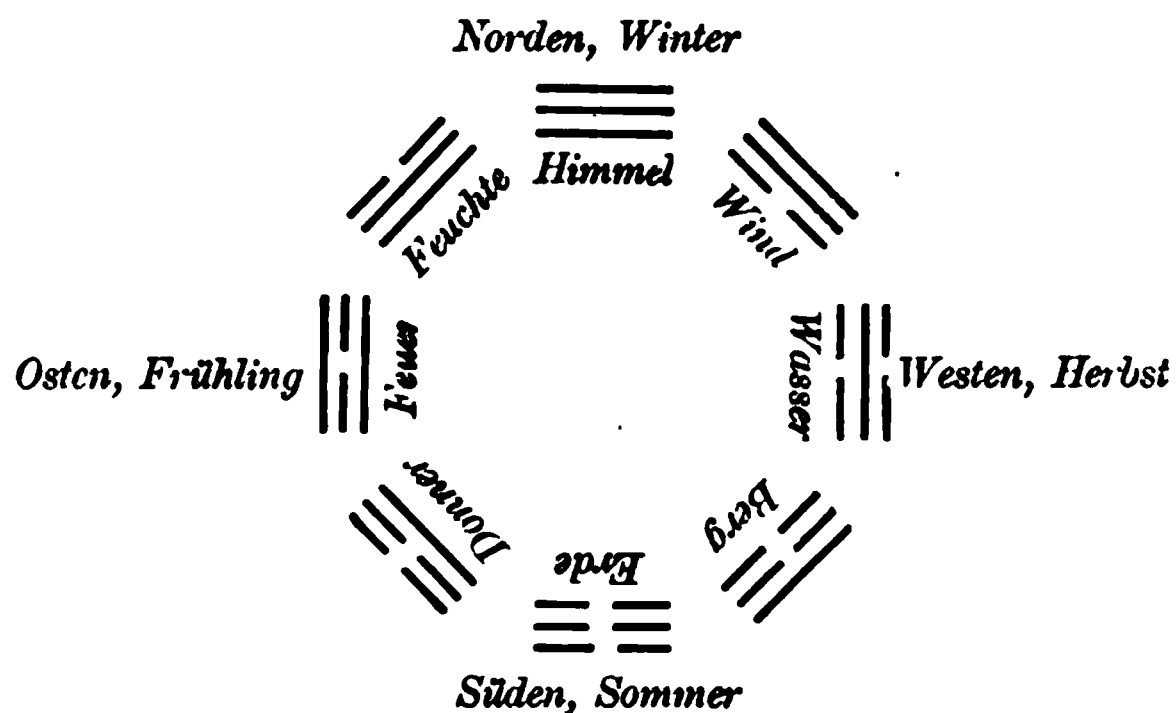 Norden, Winter
Himmel
Feuchte
Wind
Osten, Frühling
Feuer
Wasser
Westen, Herbst
Donner
Berg
Erde
Süden, Sommer